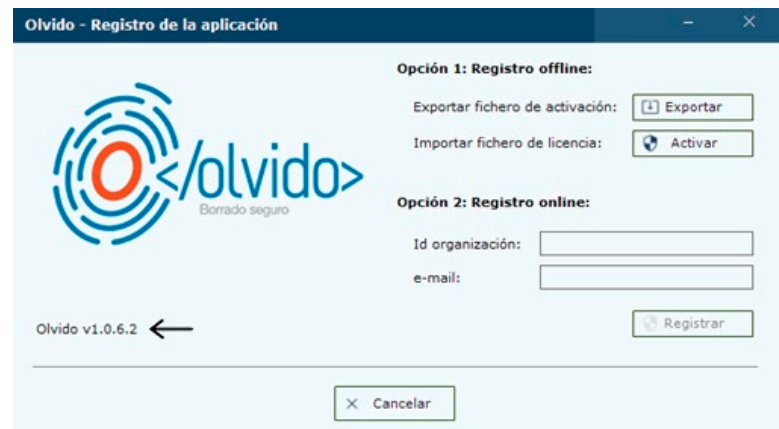 Olvido - Registro de la aplicación
</olvido>
Borrado seguro
Olvido v1.0.6.2
Opción 1: Registro offline:
Exportar fichero de activación: Exportar
Importar fichero de licencia: Activar
Opción 2: Registro online:
Id organización:
e-mail:
Registrar
Cancelar